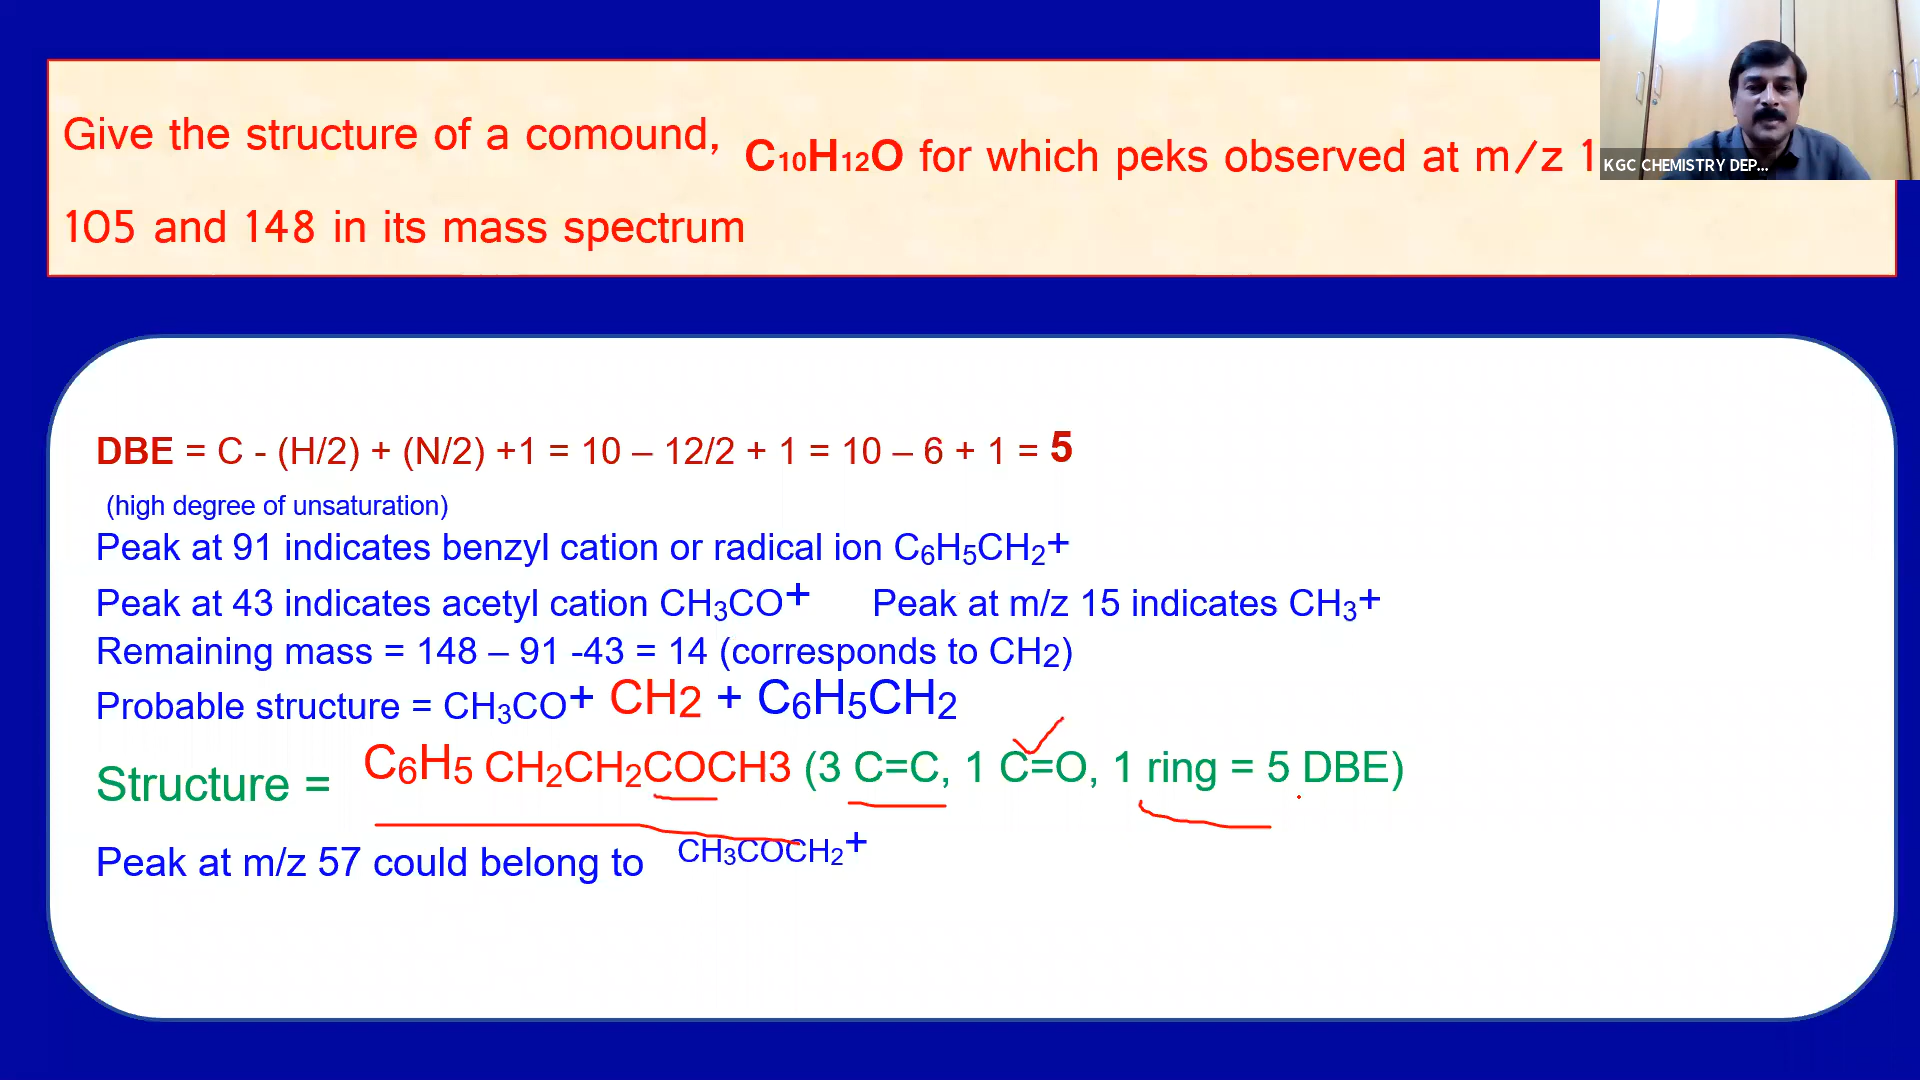 Give the structure of a comound, C₁₀H₁₂O for which peks observed at m/z 1
105 and 148 in its mass spectrum
KGC CHEMISTRY DEP...
DBE = C - (H/2) + (N/2) +1 = 10 – 12/2 + 1 = 10 – 6 + 1 = 5
(high degree of unsaturation)
Peak at 91 indicates benzyl cation or radical ion C₆H₅CH₂+
Peak at 43 indicates acetyl cation CH₃CO+ Peak at m/z 15 indicates CH₃+
Remaining mass = 148 – 91 -43 = 14 (corresponds to CH2)
Probable structure = CH₃CO+ CH2 + C₆H₅CH₂
Structure = C₆H₅ CH₂CH₂COCH3 (3 C=C, 1 C=O, 1 ring = 5 DBE)
Peak at m/z 57 could belong to CH₃COCH₂+